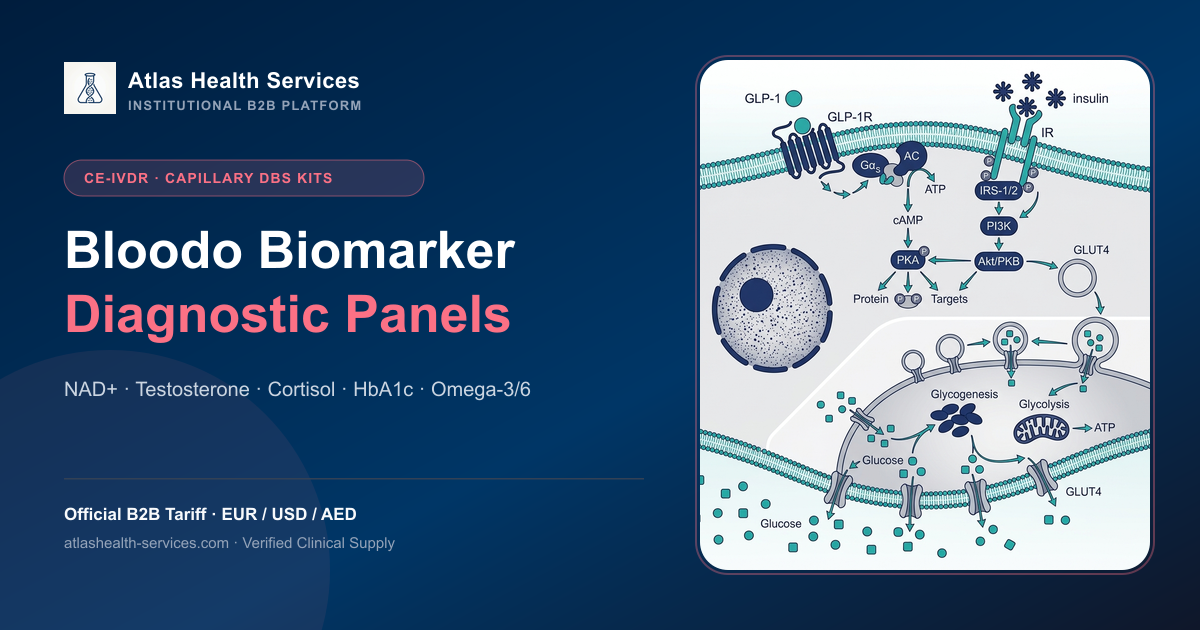 Atlas Health Services
INSTITUTIONAL B2B PLATFORM
CE-IVDR · CAPILLARY DBS KITS
Bloodo Biomarker
Diagnostic Panels
NAD+ · Testosterone · Cortisol · HbA1c · Omega-3/6
Official B2B Tariff · EUR / USD / AED
atlashealth-services.com · Verified Clinical Supply
GLP-1
insulin
GLP-1R
IR
Gαs
AC
P
P
P
P
ATP
IRS-1/2
cAMP
PI3K
P
PKA
Akt/PKB
GLUT4
Protein
P
P
Targets
Glycogenesis
Glycolysis
ATP
Glucose
GLUT4
Glucose